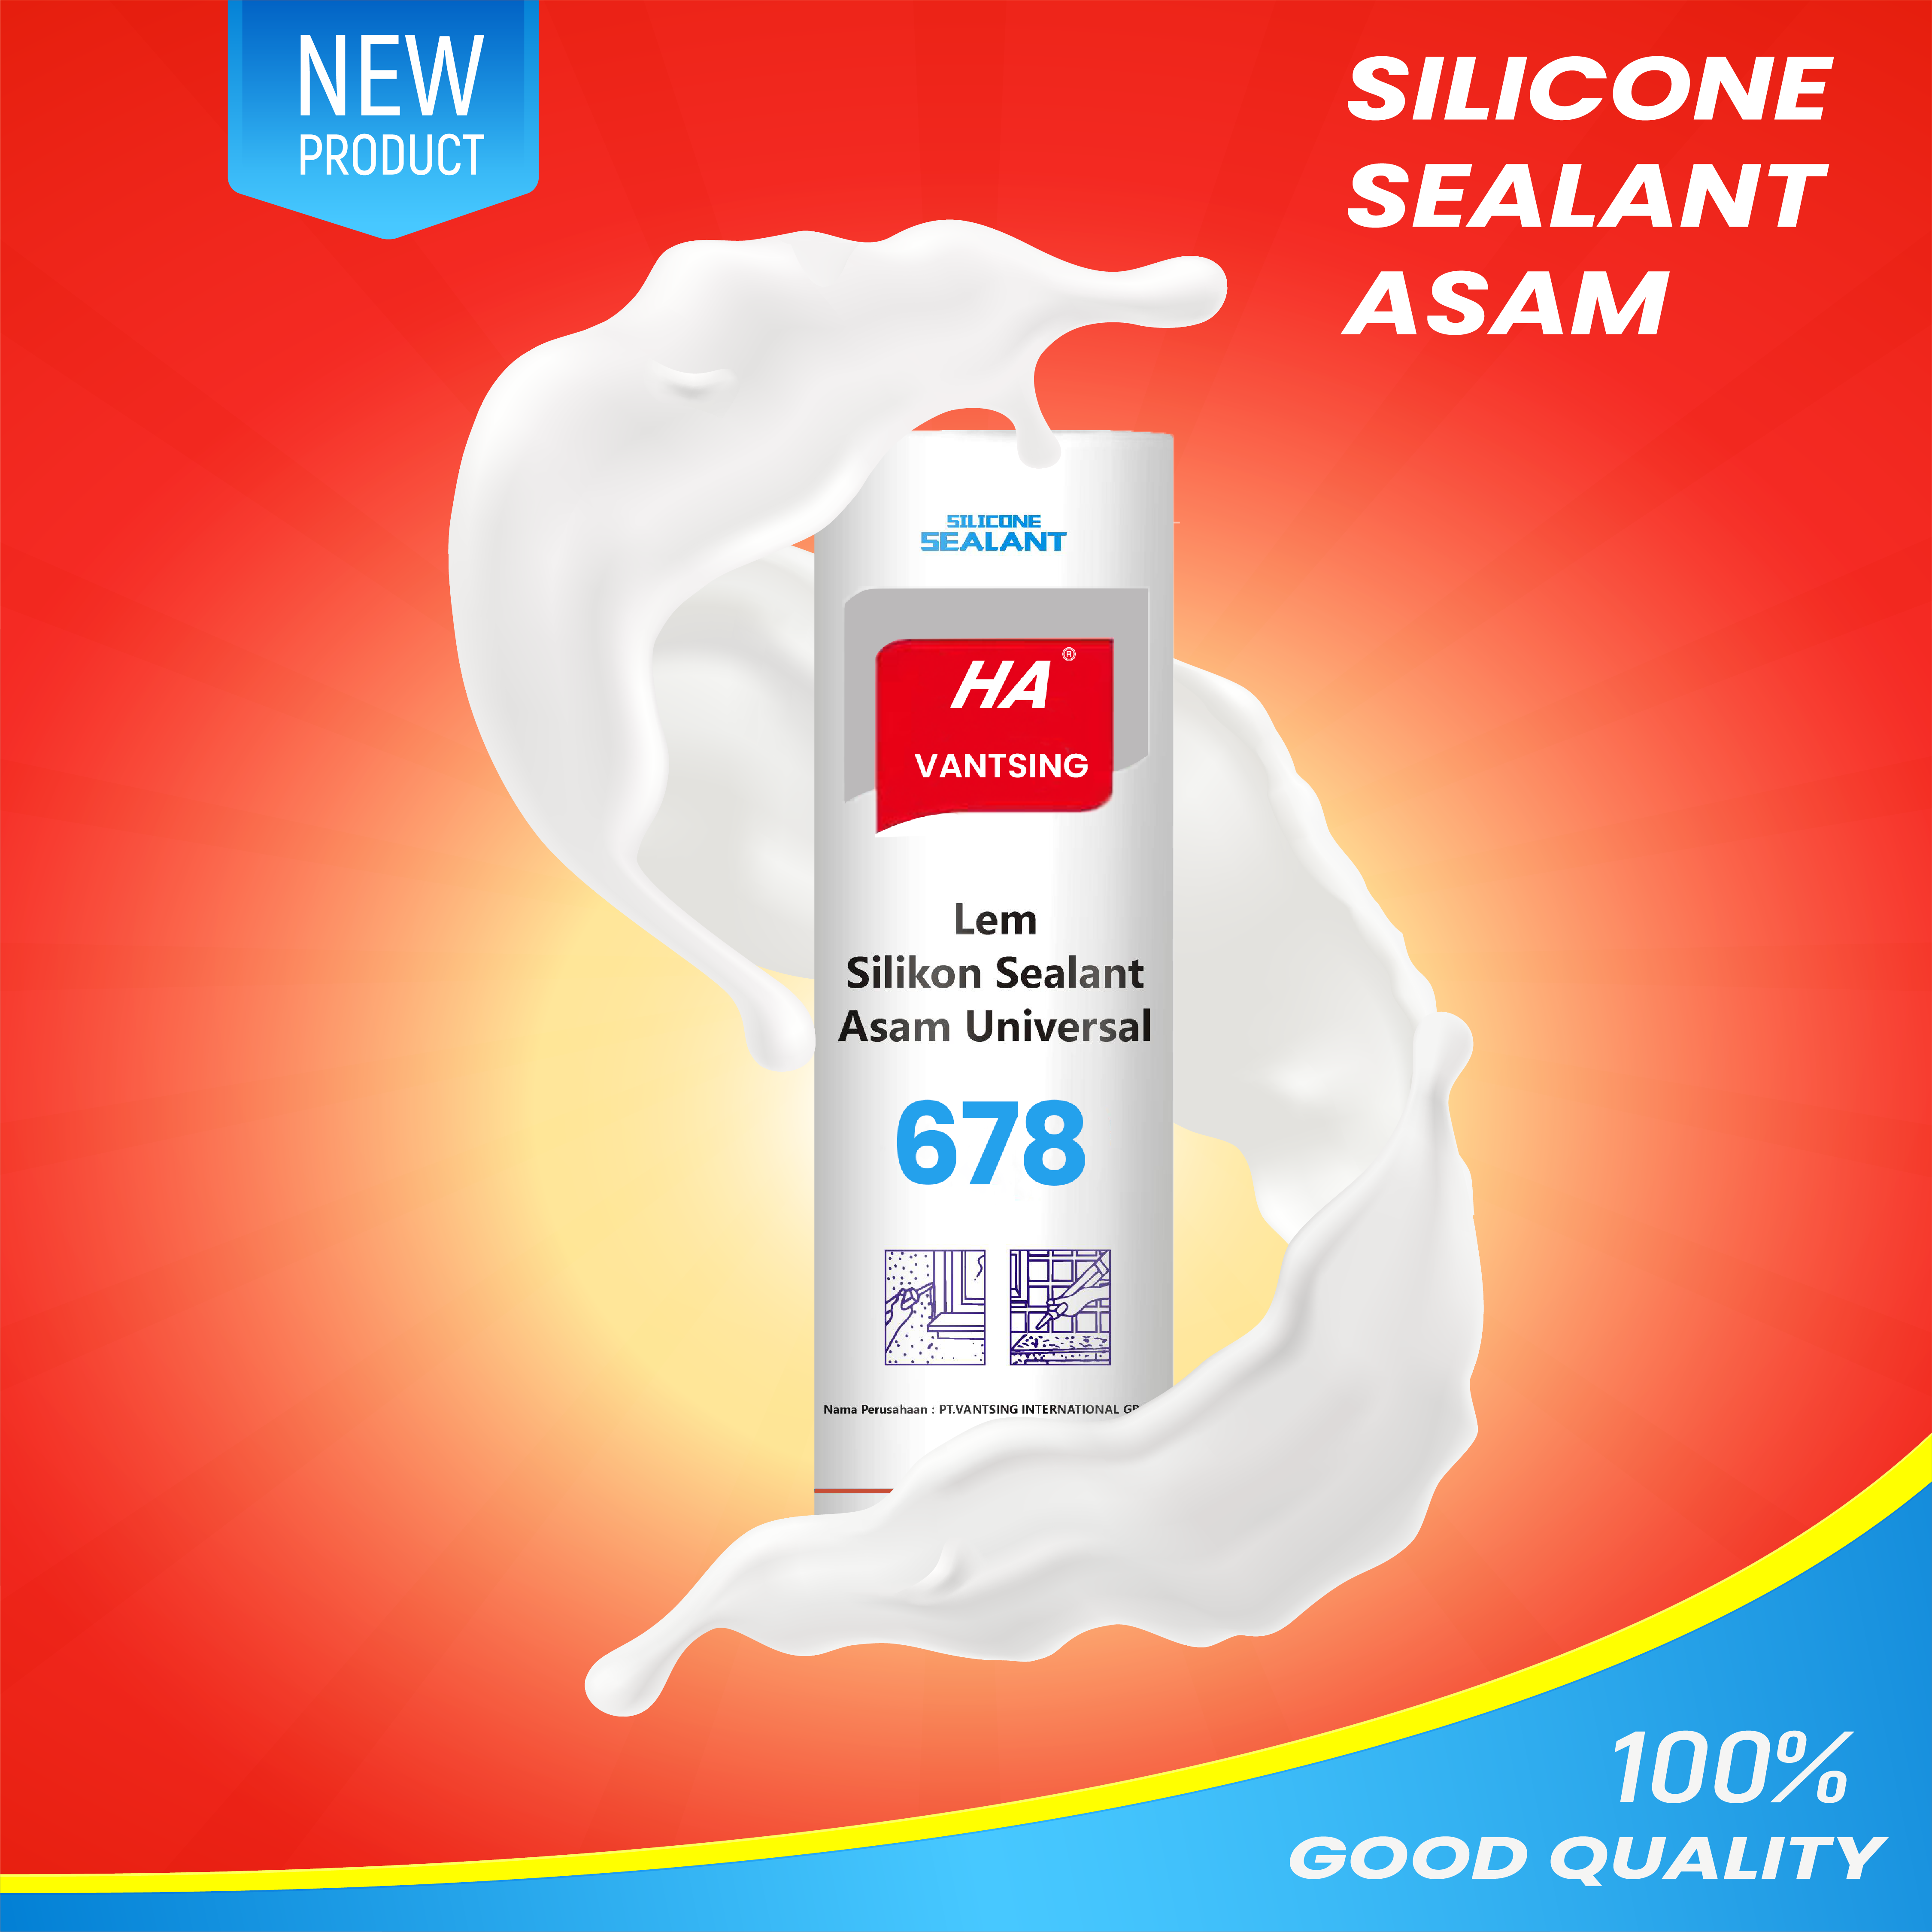 NEW
PRODUCT
SILICONE
SEALANT
ASAM
SILICONE
SEALANT
HA®
VANTSING
Lem
Silikon Sealant
Asam Universal
678
Nama Perusahaan : PT.VANTSING INTERNATIONAL
100%
GOOD QUALITY